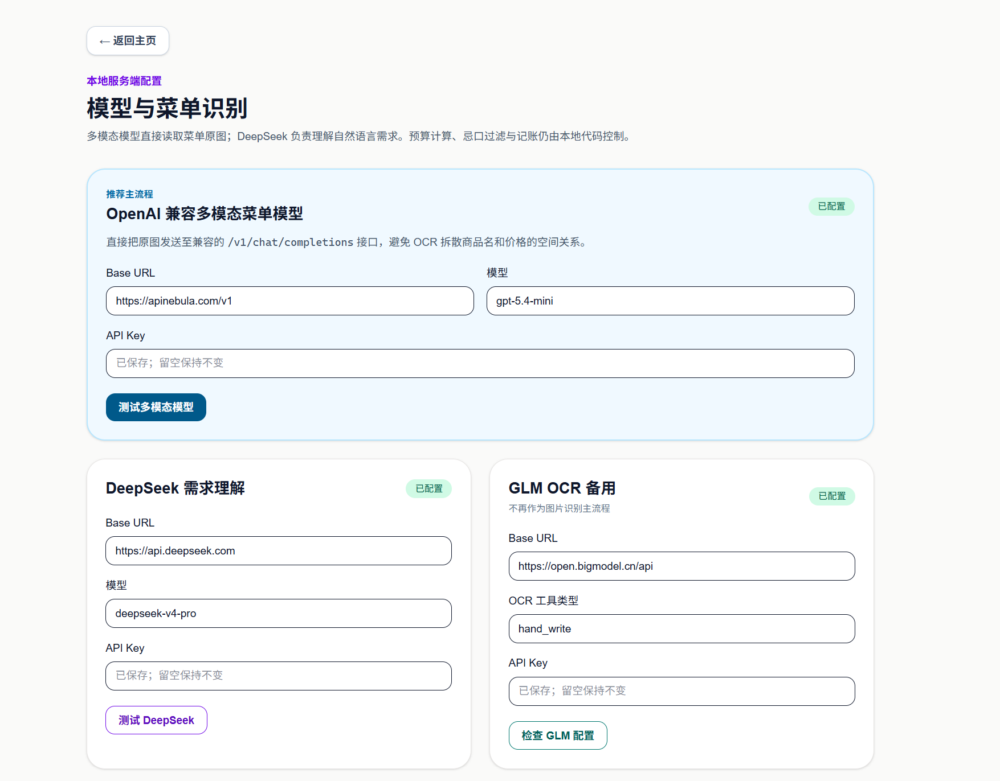 ← 返回主页
本地服务端配置
模型与菜单识别
多模态模型直接读取菜单原图；DeepSeek 负责理解自然语言需求。预算计算、忌口过滤与记账仍由本地代码控制。
推荐主流程
OpenAI 兼容多模态菜单模型
已配置
直接把原图发送至兼容的 /v1/chat/completions 接口，避免 OCR 拆散商品名和价格的空间关系。
Base URL
https://apinebula.com/v1
模型
gpt-5.4-mini
API Key
已保存；留空保持不变
测试多模态模型
DeepSeek 需求理解
已配置
Base URL
https://api.deepseek.com
模型
deepseek-v4-pro
API Key
已保存；留空保持不变
测试 DeepSeek
GLM OCR 备用
不再作为图片识别主流程
已配置
Base URL
https://open.bigmodel.cn/api
OCR 工具类型
hand_write
API Key
已保存；留空保持不变
检查 GLM 配置